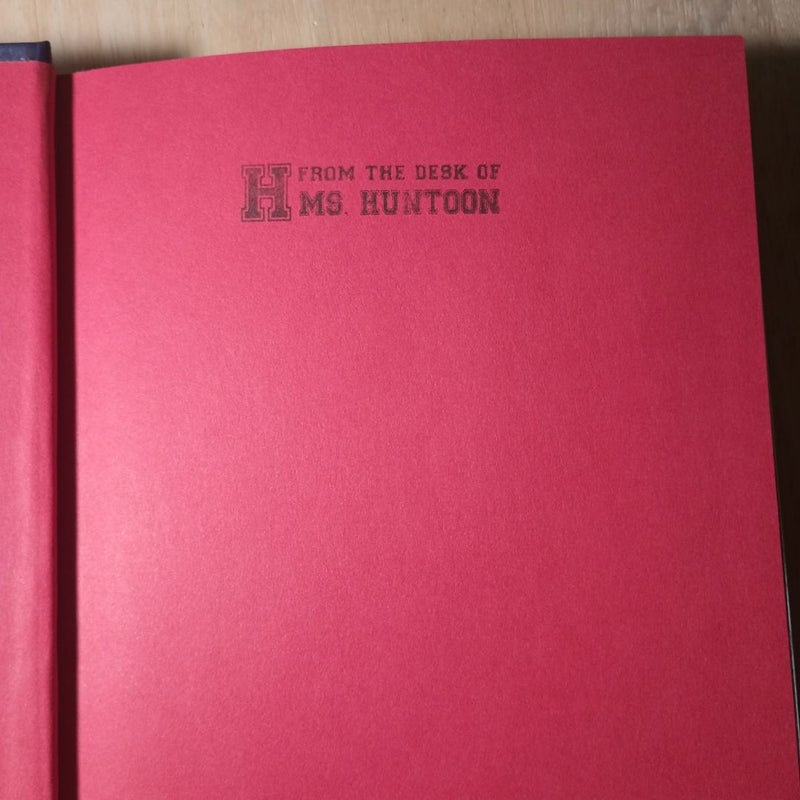 H FROM THE DESK OF
MS. HUNTOON